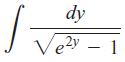 ∫ dy / √(e^{2y} − 1)